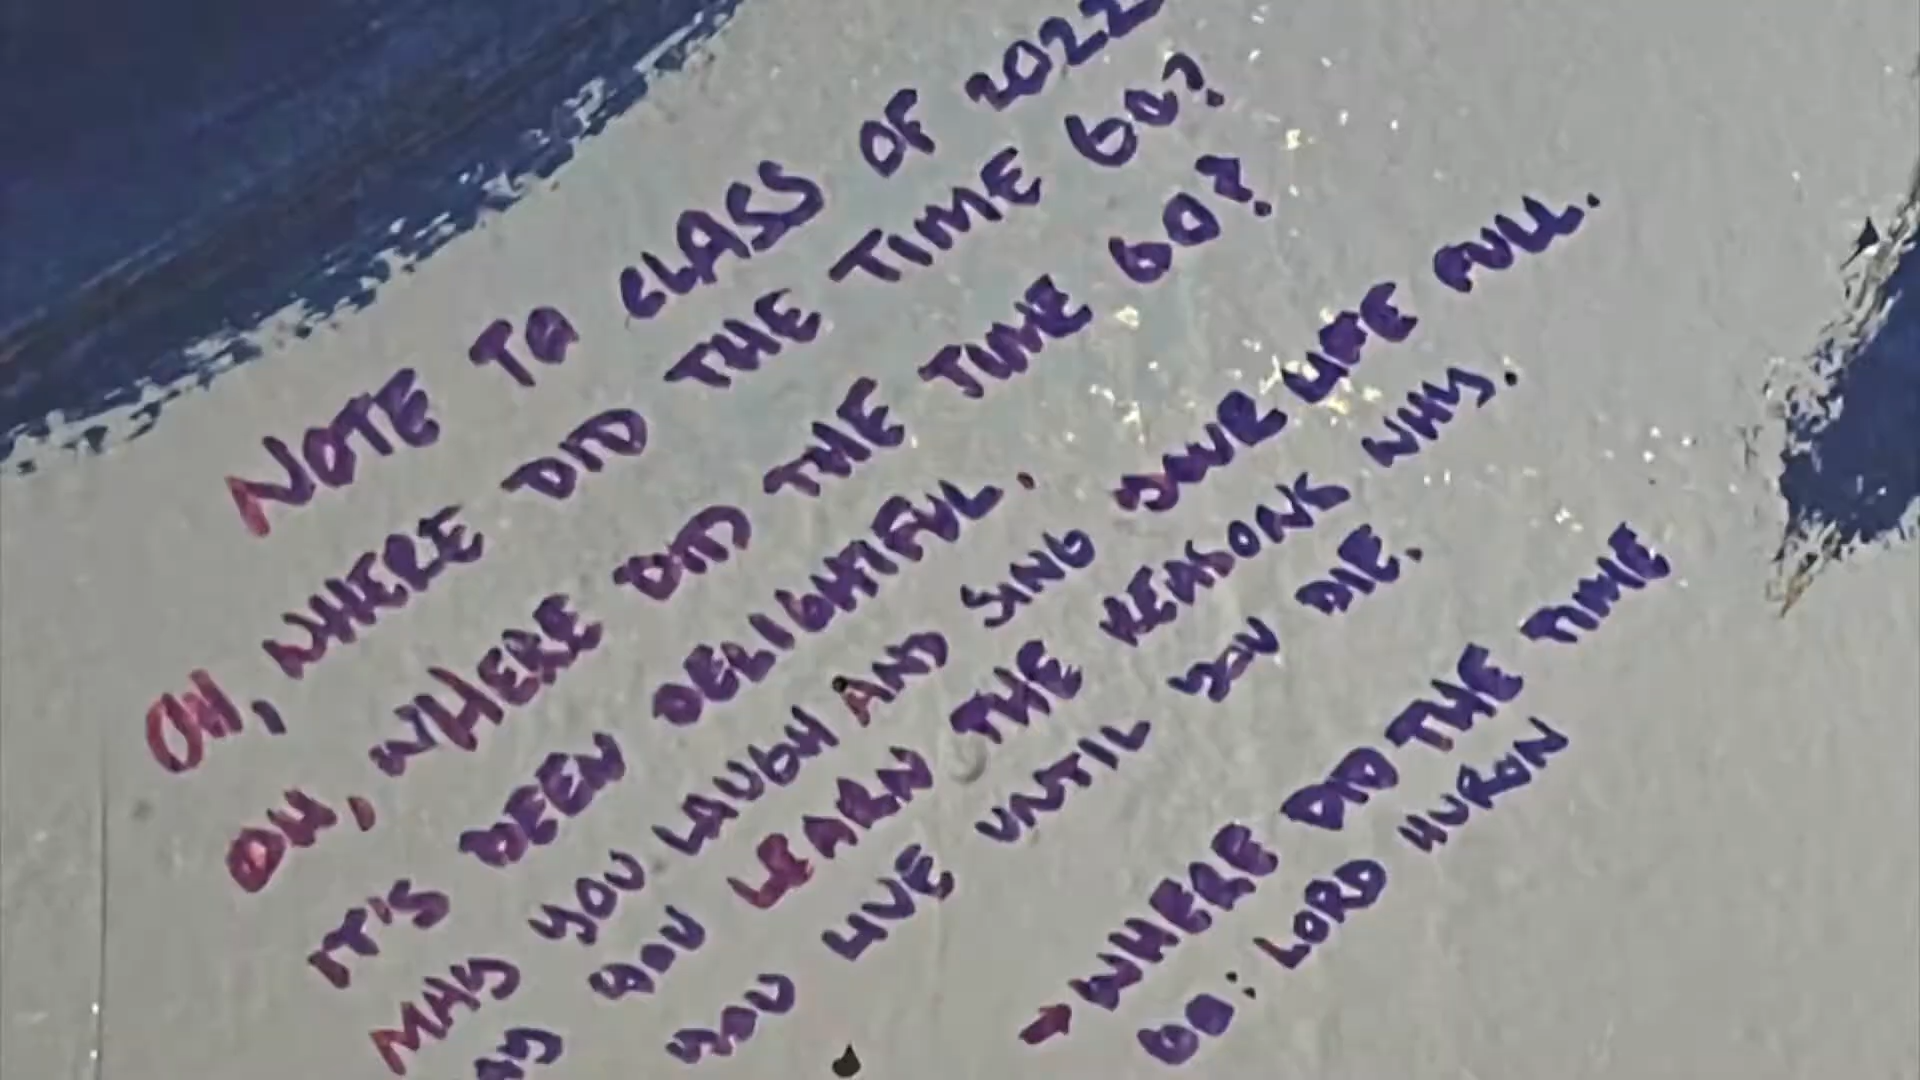 NOTE TO CLASS OF 2022
OH, WHERE DID THE TIME GO?
OH, WHERE DID THE TIME GO?
IT'S BEEN DELIGHTFUL.
MAY YOU LAUGH AND SING YOUR LIFE FULL.
AY YOU LEARN THE REASONS WHY.
YOU LIVE UNTIL YOU DIE.
→ WHERE DID THE TIME
GO: LORD HURON